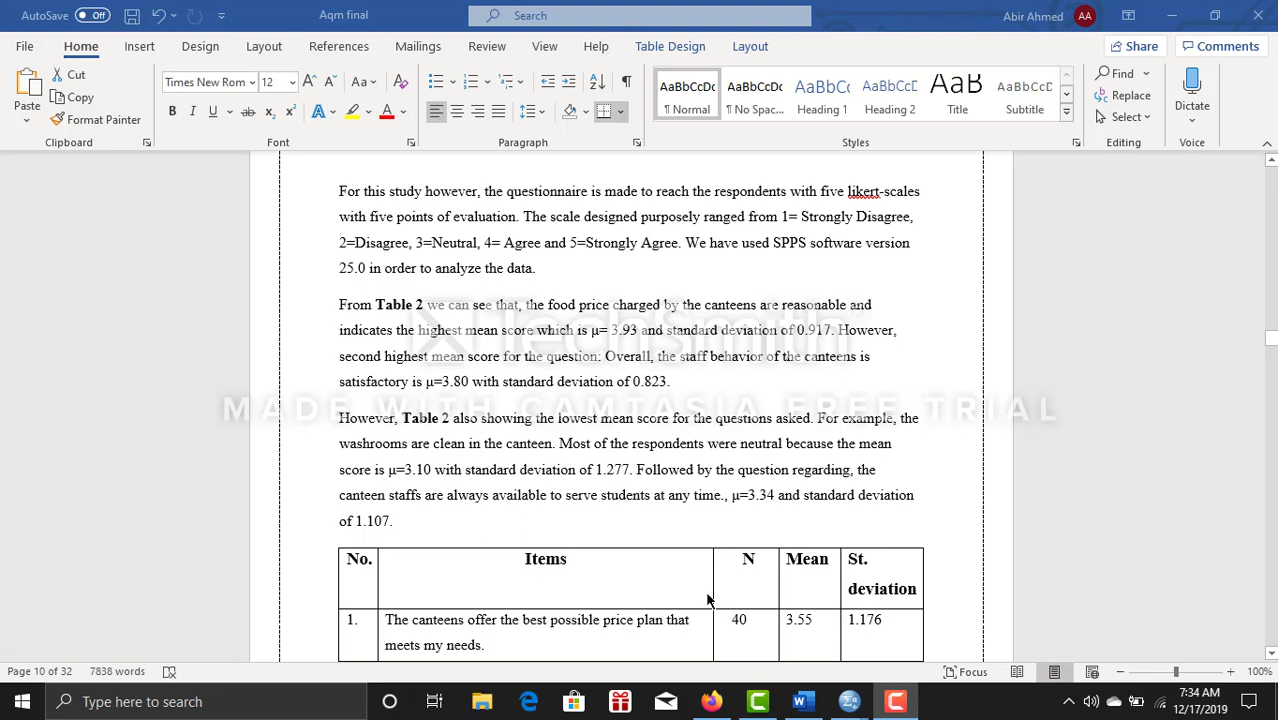 AutoSave Off Aqm final Search Abir Ahmed AA
File Home Insert Design Layout References Mailings Review View Help Table Design Layout Share Comments
Paste Cut Copy Format Painter Clipboard
Times New Rom 12 Aa A B I U ab x₂ x² A A Font
Paragraph
AaBbCcDc ¶ Normal AaBbCcDc ¶ No Spac... AaBbCc Heading 1 AaBbCcD Heading 2 AaB Title AaBbCcD Subtitle Styles
Find Replace Select Editing
Dictate Voice
For this study however, the questionnaire is made to reach the respondents with five likert-scales
with five points of evaluation. The scale designed purposely ranged from 1= Strongly Disagree,
2=Disagree, 3=Neutral, 4= Agree and 5=Strongly Agree. We have used SPPS software version
25.0 in order to analyze the data.
From Table 2 we can see that, the food price charged by the canteens are reasonable and
indicates the highest mean score which is μ= 3.93 and standard deviation of 0.917. However,
second highest mean score for the question: Overall, the staff behavior of the canteens is
satisfactory is μ=3.80 with standard deviation of 0.823.
TechSmith
MADE WITH CAMTASIA FREE TRIAL
However, Table 2 also showing the lowest mean score for the questions asked. For example, the
washrooms are clean in the canteen. Most of the respondents were neutral because the mean
score is μ=3.10 with standard deviation of 1.277. Followed by the question regarding, the
canteen staffs are always available to serve students at any time., μ=3.34 and standard deviation
of 1.107.
No. Items N Mean St.
deviation
1. The canteens offer the best possible price plan that 40 3.55 1.176
meets my needs.
Page 10 of 32 7838 words Focus 100%
Type here to search 7:34 AM
12/17/2019